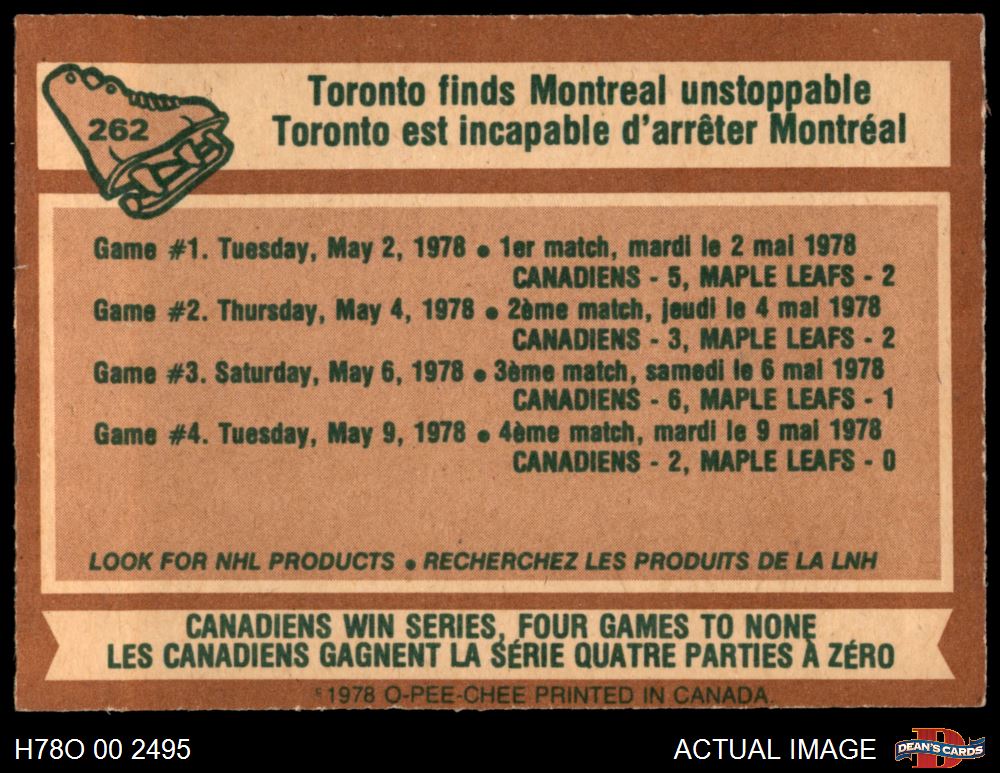 262
Toronto finds Montreal unstoppable
Toronto est incapable d'arrêter Montréal
Game #1. Tuesday, May 2, 1978 • 1er match, mardi le 2 mai 1978
CANADIENS - 5, MAPLE LEAFS - 2
Game #2. Thursday, May 4, 1978 • 2ème match, jeudi le 4 mai 1978
CANADIENS - 3, MAPLE LEAFS - 2
Game #3. Saturday, May 6, 1978 • 3ème match, samedi le 6 mai 1978
CANADIENS - 6, MAPLE LEAFS - 1
Game #4. Tuesday, May 9, 1978 • 4ème match, mardi le 9 mai 1978
CANADIENS - 2, MAPLE LEAFS - 0
LOOK FOR NHL PRODUCTS • RECHERCHEZ LES PRODUITS DE LA LNH
CANADIENS WIN SERIES, FOUR GAMES TO NONE
LES CANADIENS GAGNENT LA SÉRIE QUATRE PARTIES À ZÉRO
© 1978 O-PEE-CHEE PRINTED IN CANADA.
H78O 00 2495
ACTUAL IMAGE
D
DEAN'S CARDS